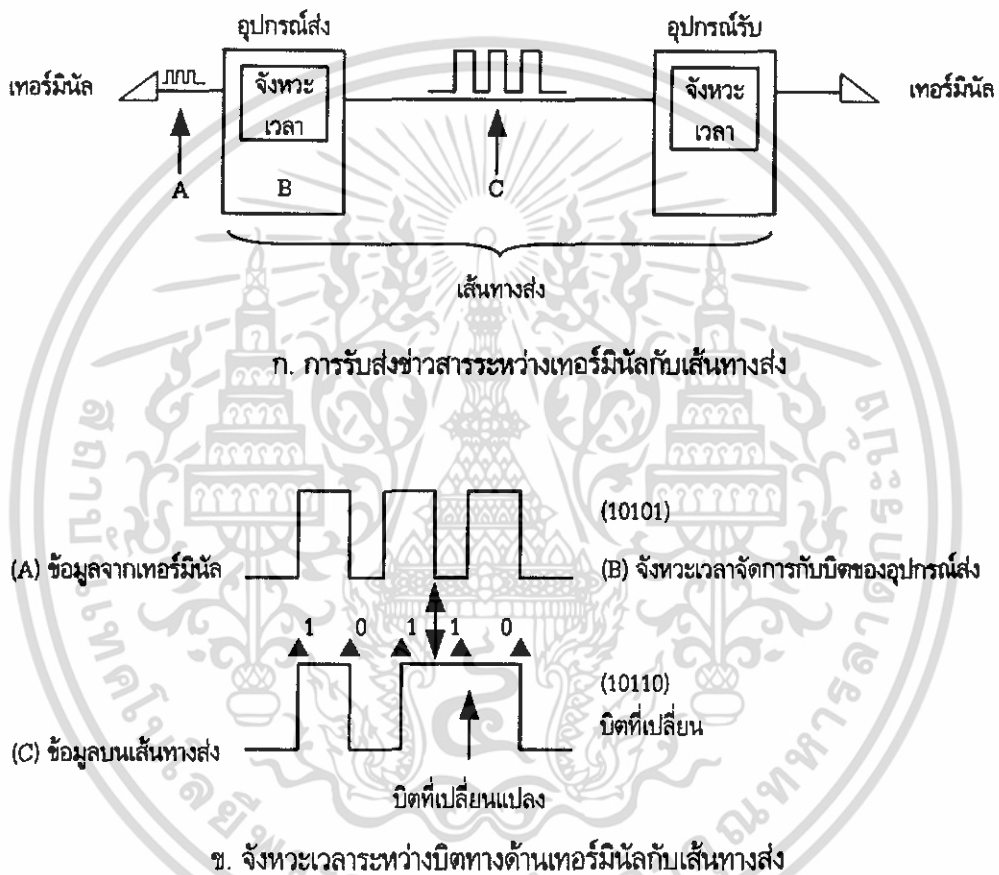 อุปกรณ์ส่ง
อุปกรณ์รับ
เทอร์มินัล
จังหวะ
เวลา
จังหวะ
เวลา
เทอร์มินัล
A
B
C
เส้นทางส่ง
ก. การรับส่งข่าวสารระหว่างเทอร์มินัลกับเส้นทางส่ง
(10101)
(A) ข้อมูลจากเทอร์มินัล
(B) จังหวะเวลาจัดการกับบิตของอุปกรณ์ส่ง
1 0 1 1 0
(10110)
บิตที่เปลี่ยน
(C) ข้อมูลบนเส้นทางส่ง
บิตที่เปลี่ยนแปลง
ข. จังหวะเวลาระหว่างบิตทางด้านเทอร์มินัลกับเส้นทางส่ง